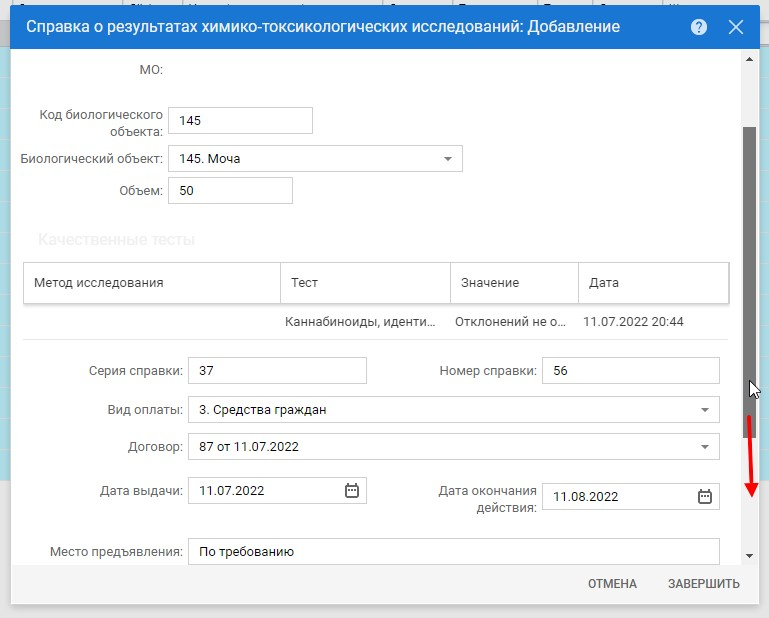 Справка о результатах химико-токсикологических исследований: Добавление
МО:
Код биологического
объекта: 145
Биологический объект: 145. Моча
Объем: 50
Качественные тесты
Метод исследования Тест Значение Дата
Каннабиноиды, иденти... Отклонений не о... 11.07.2022 20:44
Серия справки: 37 Номер справки: 56
Вид оплаты: 3. Средства граждан
Договор: 87 от 11.07.2022
Дата выдачи: 11.07.2022 Дата окончания
действия: 11.08.2022
Место предъявления: По требованию
ОТМЕНА ЗАВЕРШИТЬ